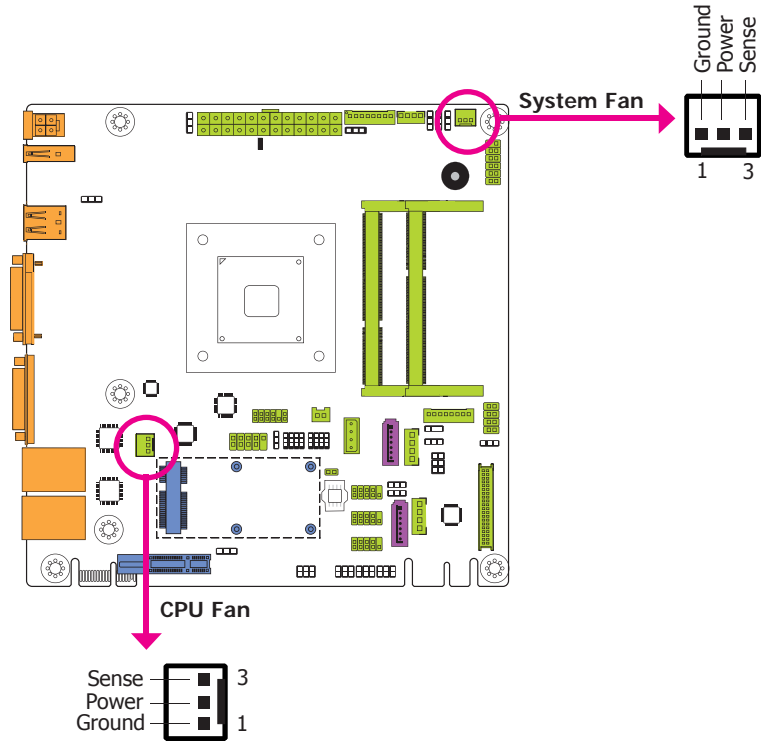 Ground
Power
Sense
System Fan
1 3
CPU Fan
Sense 3
Power
Ground 1